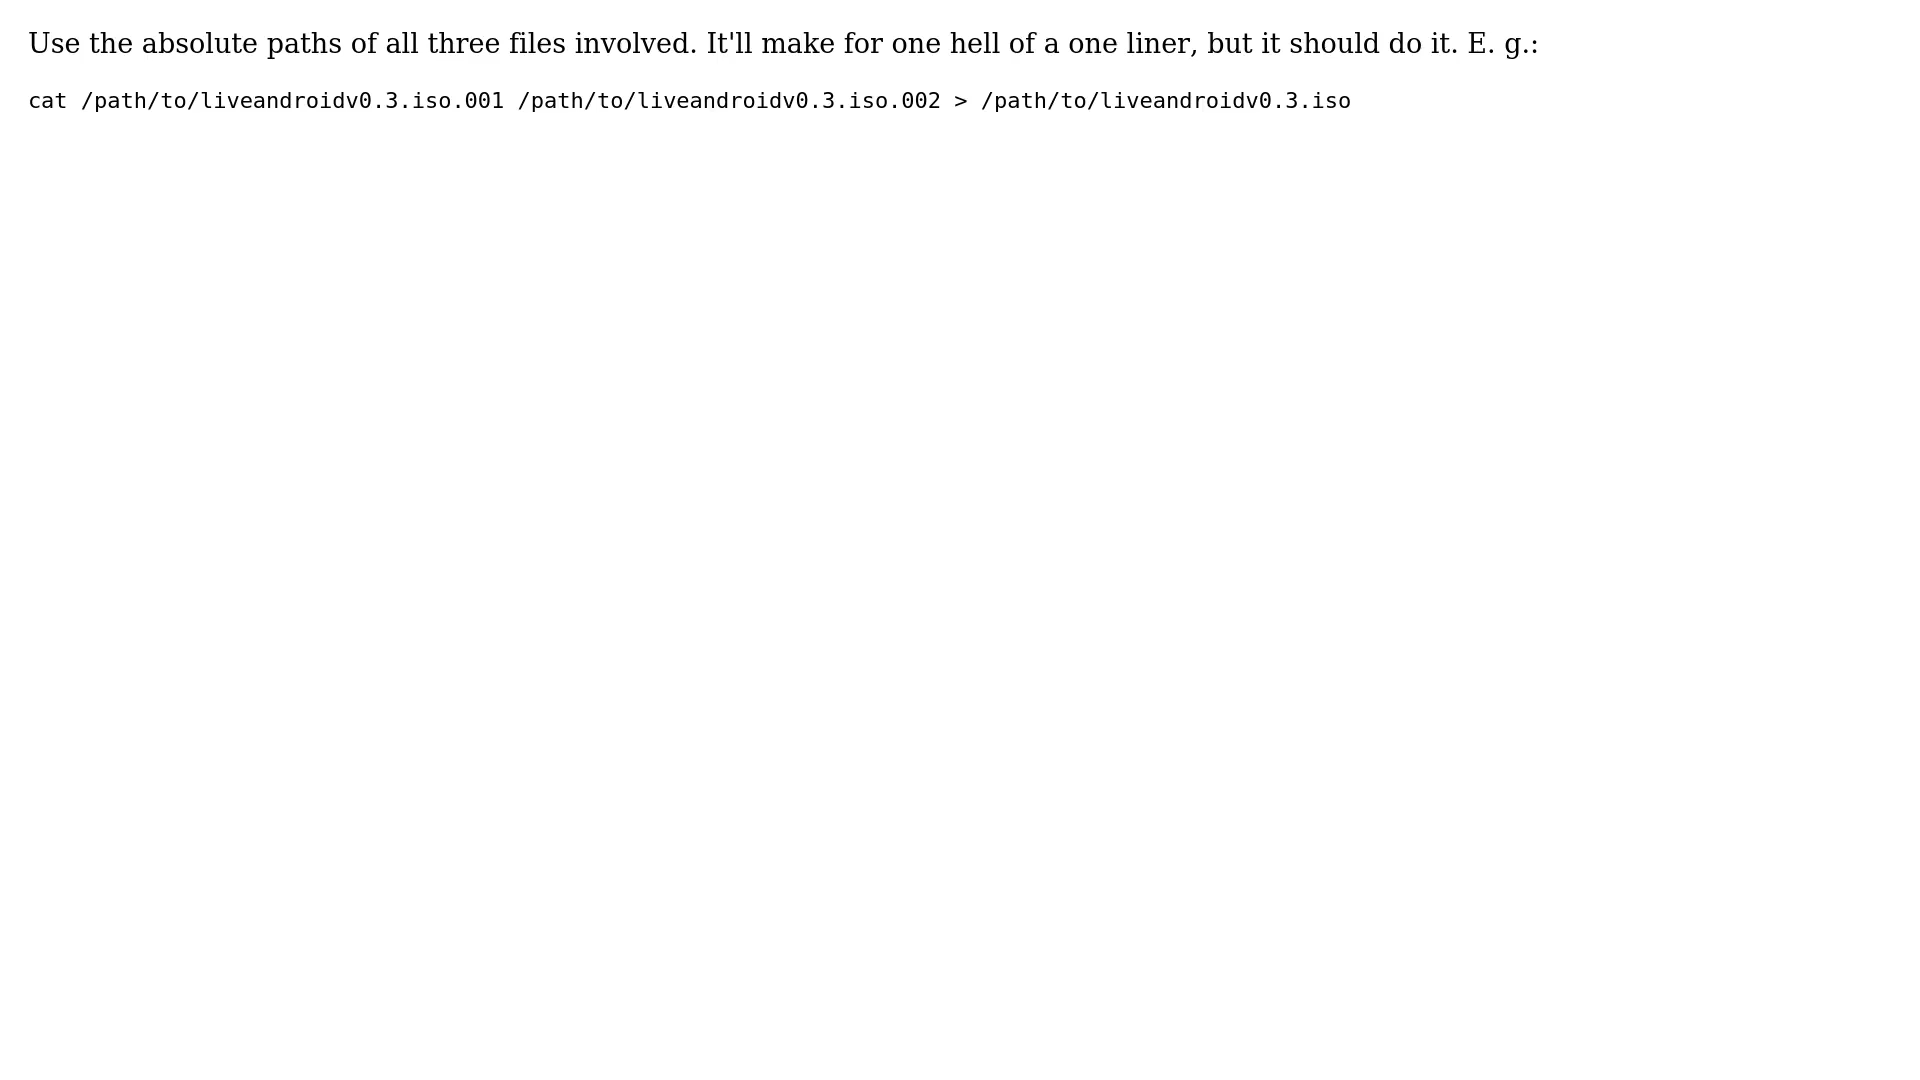 Use the absolute paths of all three files involved. It'll make for one hell of a one liner, but it should do it. E. g.:
cat /path/to/liveandroidv0.3.iso.001 /path/to/liveandroidv0.3.iso.002 > /path/to/liveandroidv0.3.iso